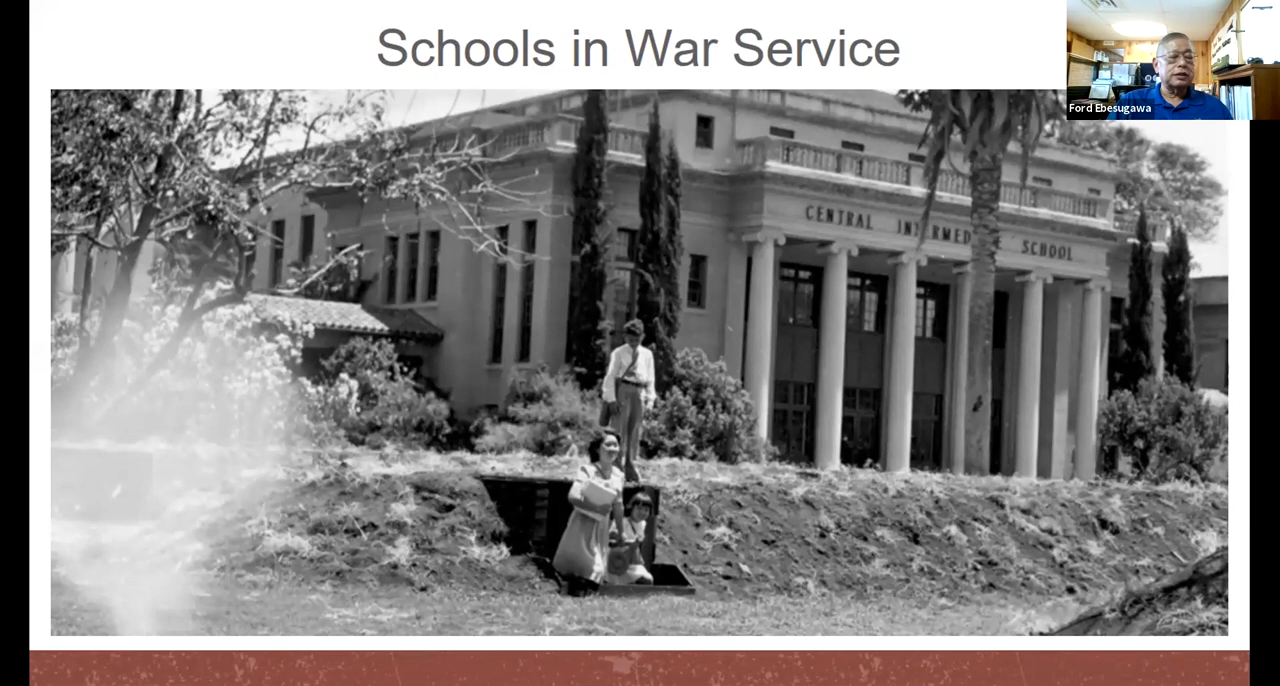 Schools in War Service
Ford Ebesugawa
CENTRAL INTERMEDIATE SCHOOL